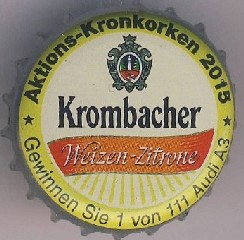 Aktions-Kronkorken 2015
Krombacher
Weizen-Zitrone
Gewinnen Sie 1 von 111 Audi A3